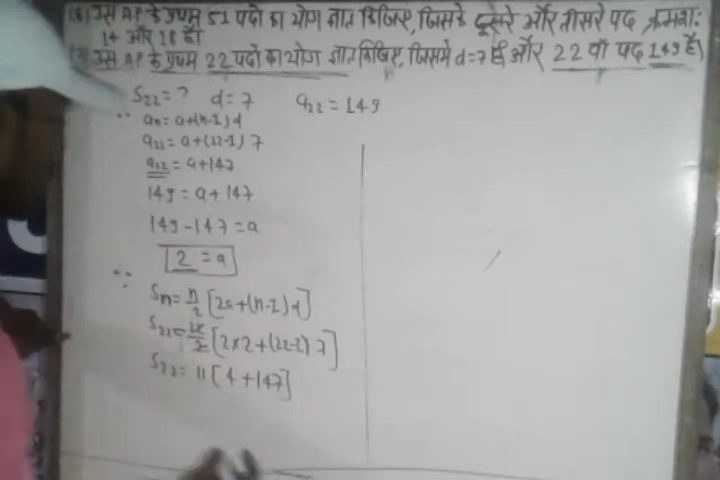 (8) उस A.P. के प्रथम 51 पदों का योग ज्ञात किजिए, जिसके दूसरे और तीसरे पद क्रमशः
14 और 18 है।
उस A.P. के प्रथम 22 पदों का योग ज्ञात किजिए, जिसमें d=7 है और 22 वाँ पद 149 है।
S22 = ? d = 7 a22 = 149
∵ an = a+(n-1)d
a22 = a+(22-1)7
a22 = a+147
149 = a+147
149-147 = a
2 = a
∵ Sn = n/2 [2a+(n-1)d]
S22 = 22/2 [2×2+(22-1)7]
S22 = 11[4+147]